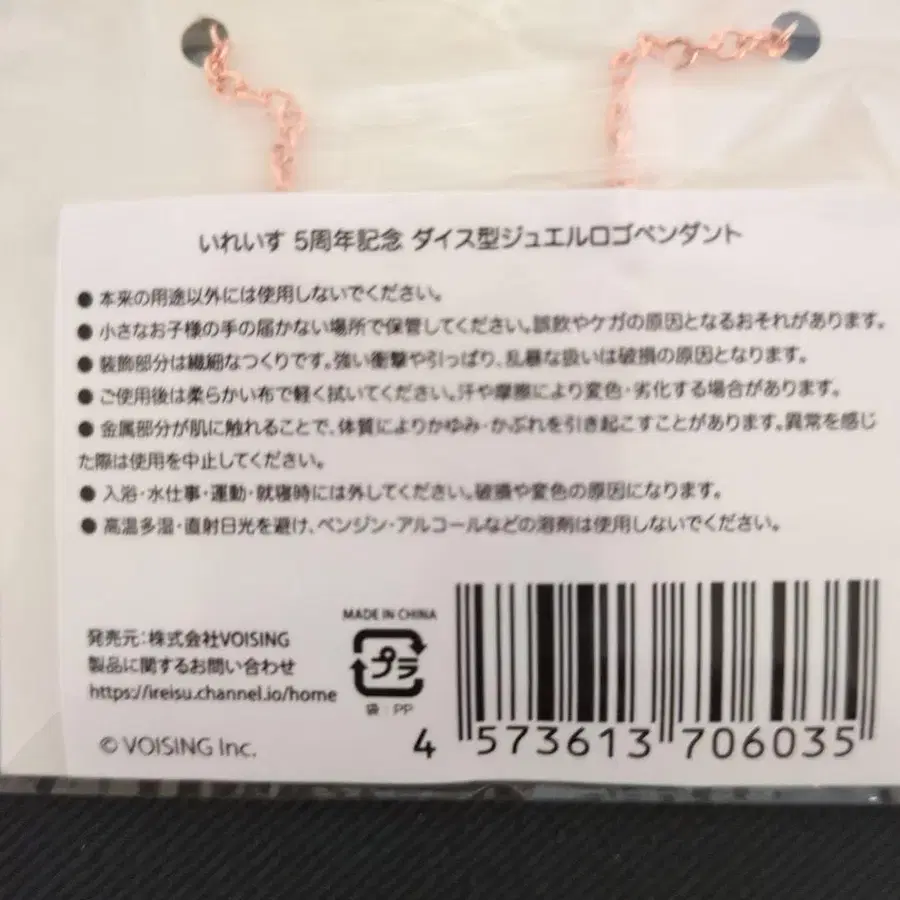 いれいす 5周年記念 ダイス型ジュエルロゴペンダント
● 本来の用途以外には使用しないでください。
● 小さなお子様の手の届かない場所で保管してください。誤飲やケガの原因となるおそれがあります。
● 装飾部分は繊細なつくりです。強い衝撃や引っぱり、乱暴な扱いは破損の原因となります。
● ご使用後は柔らかい布で軽く拭いてください。汗や摩擦により変色・劣化する場合があります。
● 金属部分が肌に触れることで、体質によりかゆみ・かぶれを引き起こすことがあります。異常を感じ
た際は使用を中止してください。
● 入浴・水仕事・運動・就寝時には外してください。破損や変色の原因になります。
● 高温多湿・直射日光を避け、ベンジン・アルコールなどの溶剤は使用しないでください。
MADE IN CHINA
発売元：株式会社VOISING
製品に関するお問い合わせ
https://ireisu.channel.io/home
プラ
袋：PP
© VOISING Inc.
4 573613 706035